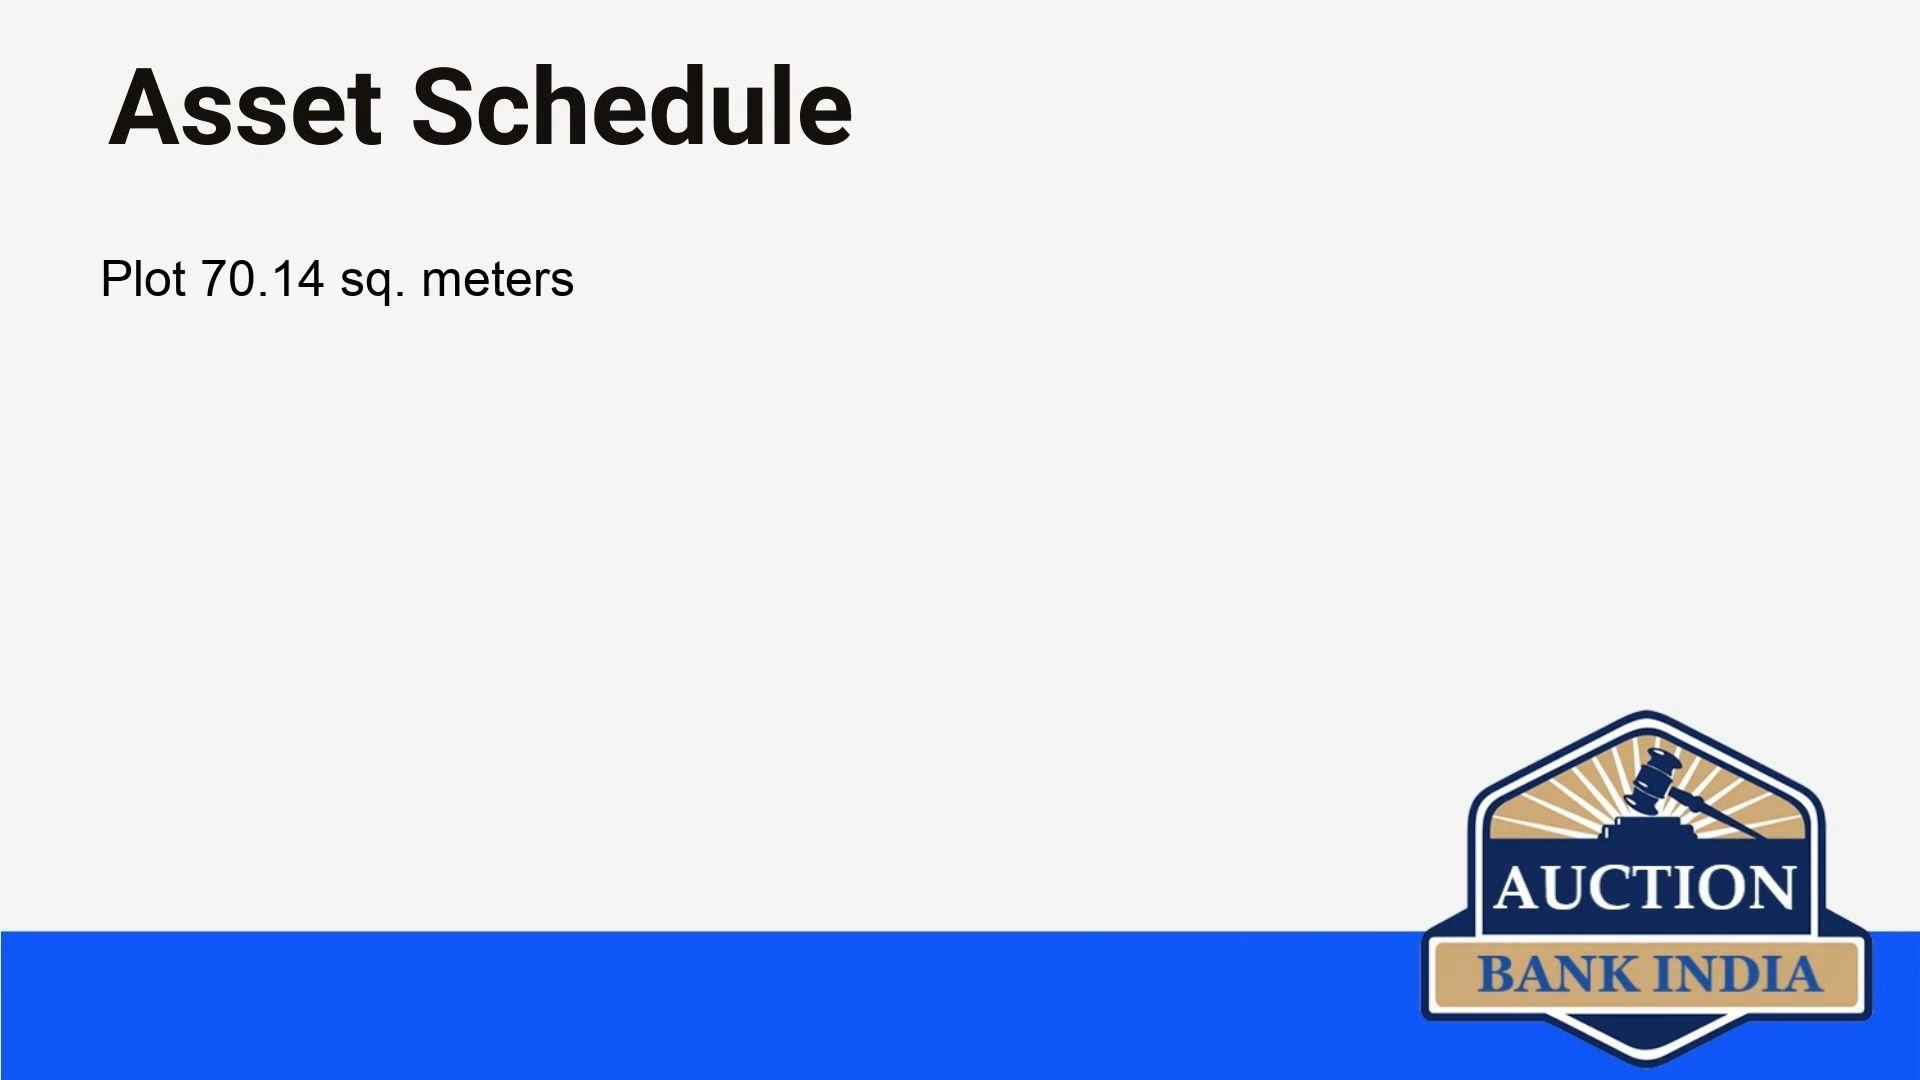 Asset Schedule
Plot 70.14 sq. meters
AUCTION
BANK INDIA